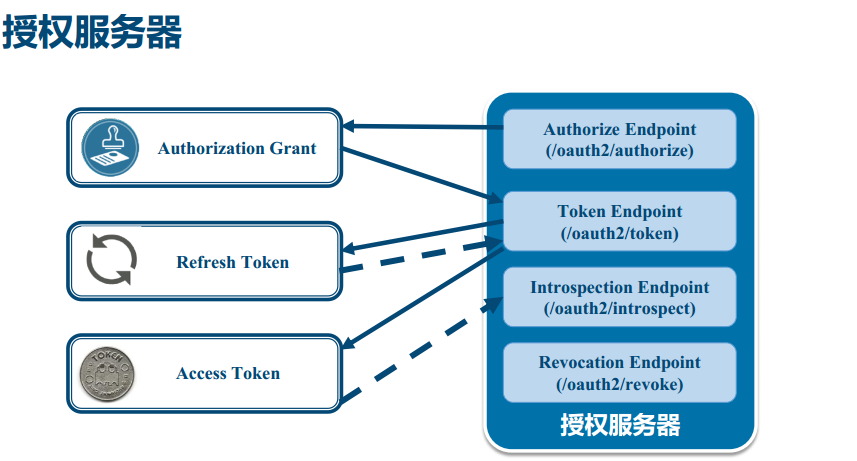 授权服务器
Authorization Grant
Refresh Token
TOKEN
Access Token
Authorize Endpoint
(/oauth2/authorize)
Token Endpoint
(/oauth2/token)
Introspection Endpoint
(/oauth2/introspect)
Revocation Endpoint
(/oauth2/revoke)
授权服务器